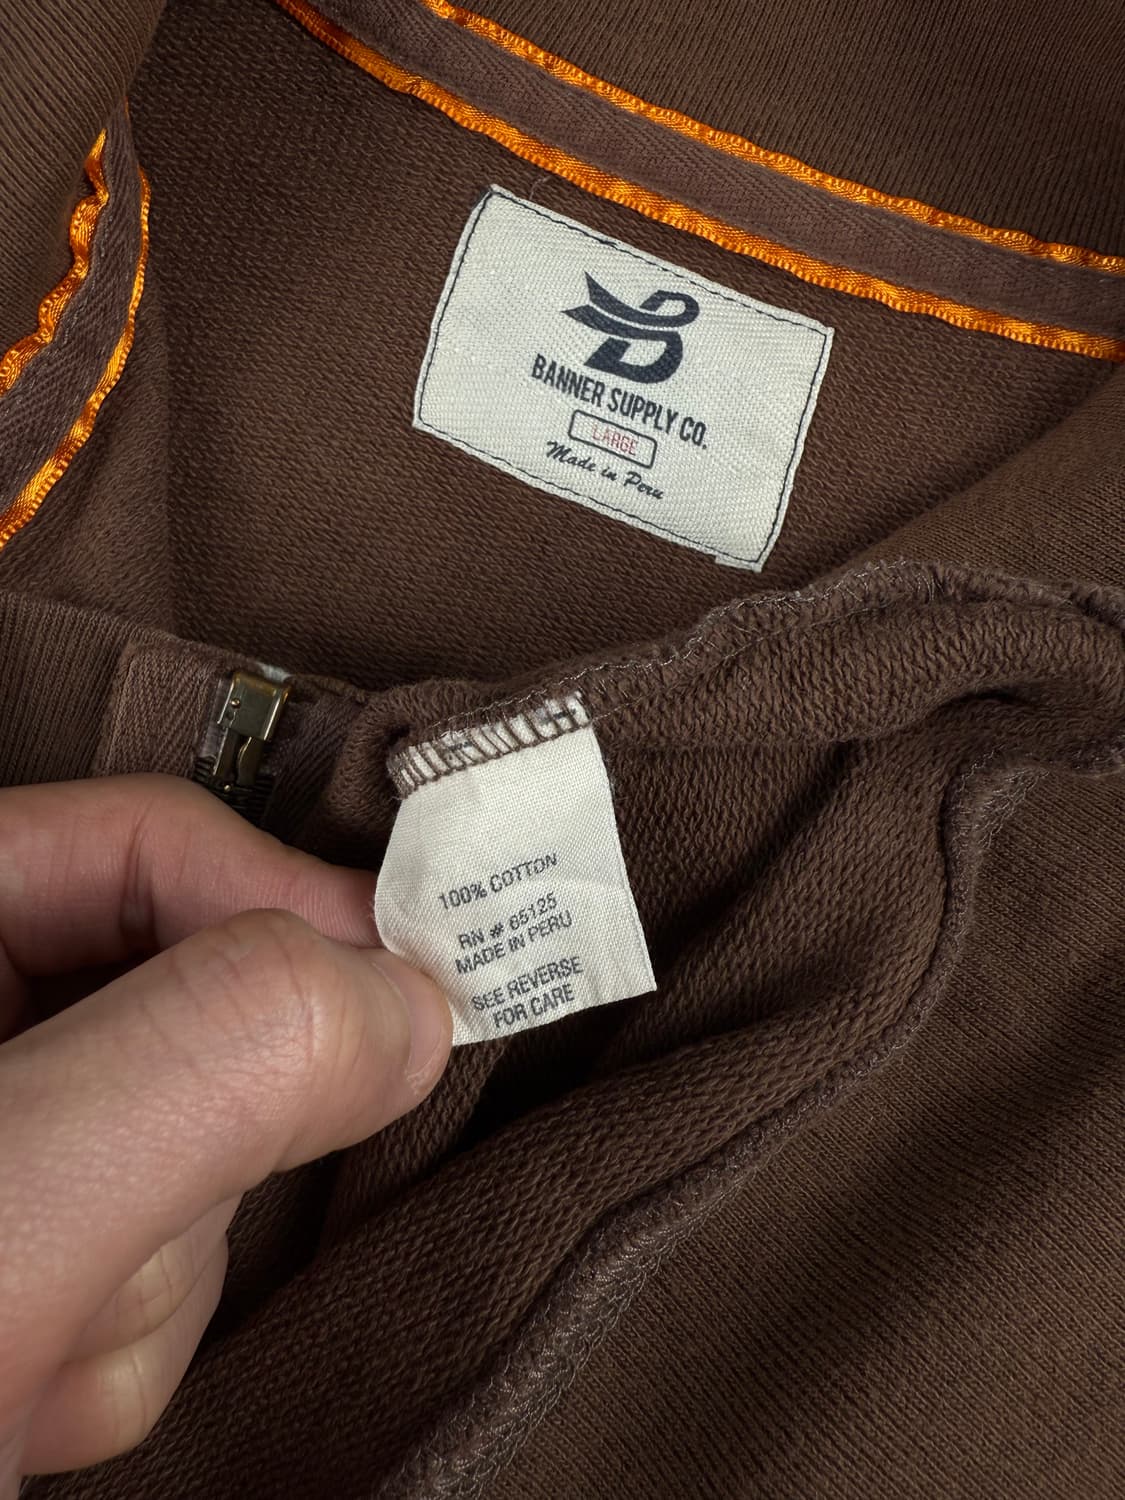 BANNER SUPPLY CO.
LARGE
Made in Peru
100% COTTON
RN # 65125
MADE IN PERU
SEE REVERSE
FOR CARE